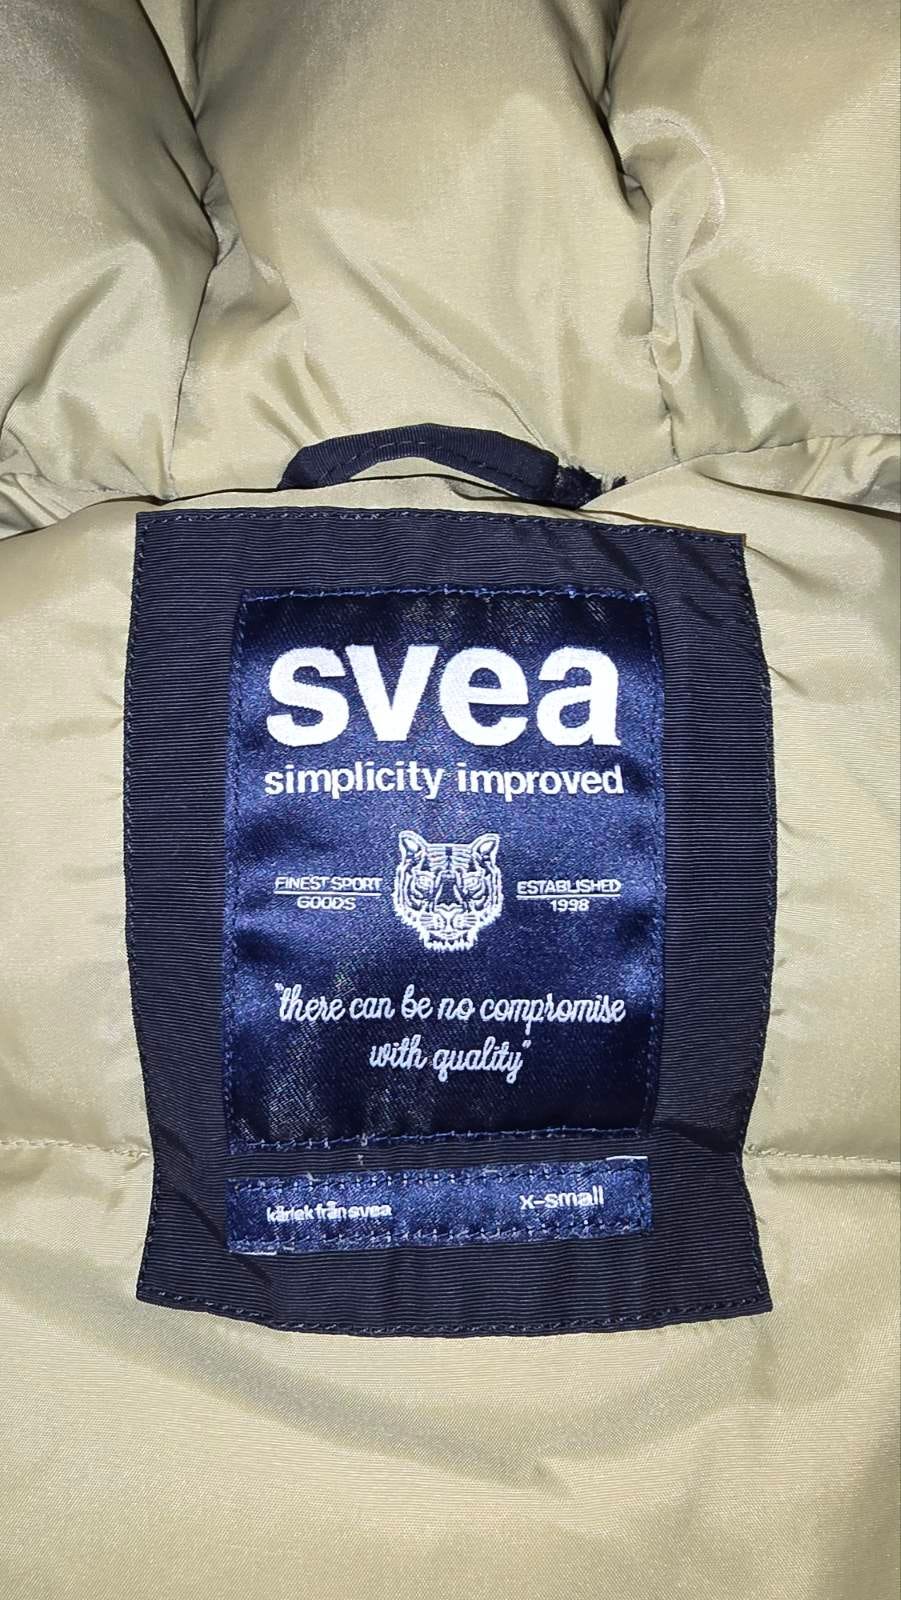 svea
simplicity improved
FINEST SPORT
GOODS
ESTABLISHED
1998
"there can be no compromise
with quality"
kärlek från svea
x-small